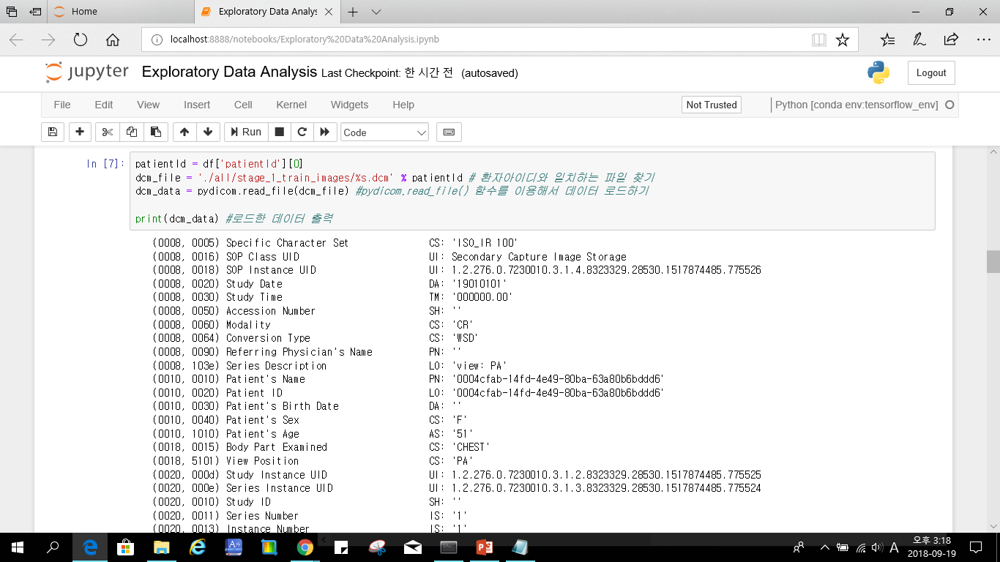 Home
Exploratory Data Analys
localhost:8888/notebooks/Exploratory%20Data%20Analysis.ipynb
jupyter Exploratory Data Analysis Last Checkpoint: 한 시간 전 (autosaved)
Logout
File Edit View Insert Cell Kernel Widgets Help
Not Trusted
Python [conda env:tensorflow_env]
Run
Code
In [7]:
patientId = df['patientId'][0]
dcm_file = './all/stage_1_train_images/%s.dcm' % patientId # 환자아이디와 일치하는 파일 찾기
dcm_data = pydicom.read_file(dcm_file) #pydicom.read_file() 함수를 이용해서 데이터 로드하기
print(dcm_data) #로드한 데이터 출력
(0008, 0005) Specific Character Set CS: 'ISO_IR 100'
(0008, 0016) SOP Class UID UI: Secondary Capture Image Storage
(0008, 0018) SOP Instance UID UI: 1.2.276.0.7230010.3.1.4.8323329.28530.1517874485.775526
(0008, 0020) Study Date DA: '19010101'
(0008, 0030) Study Time TM: '000000.00'
(0008, 0050) Accession Number SH: ''
(0008, 0060) Modality CS: 'CR'
(0008, 0064) Conversion Type CS: 'WSD'
(0008, 0090) Referring Physician's Name PN: ''
(0008, 103e) Series Description LO: 'view: PA'
(0010, 0010) Patient's Name PN: '0004cfab-14fd-4e49-80ba-63a80b6bddd6'
(0010, 0020) Patient ID LO: '0004cfab-14fd-4e49-80ba-63a80b6bddd6'
(0010, 0030) Patient's Birth Date DA: ''
(0010, 0040) Patient's Sex CS: 'F'
(0010, 1010) Patient's Age AS: '51'
(0018, 0015) Body Part Examined CS: 'CHEST'
(0018, 5101) View Position CS: 'PA'
(0020, 000d) Study Instance UID UI: 1.2.276.0.7230010.3.1.2.8323329.28530.1517874485.775525
(0020, 000e) Series Instance UID UI: 1.2.276.0.7230010.3.1.3.8323329.28530.1517874485.775524
(0020, 0010) Study ID SH: ''
(0020, 0011) Series Number IS: '1'
(0020, 0013) Instance Number IS: '1'
A
오후 3:18
2018-09-19